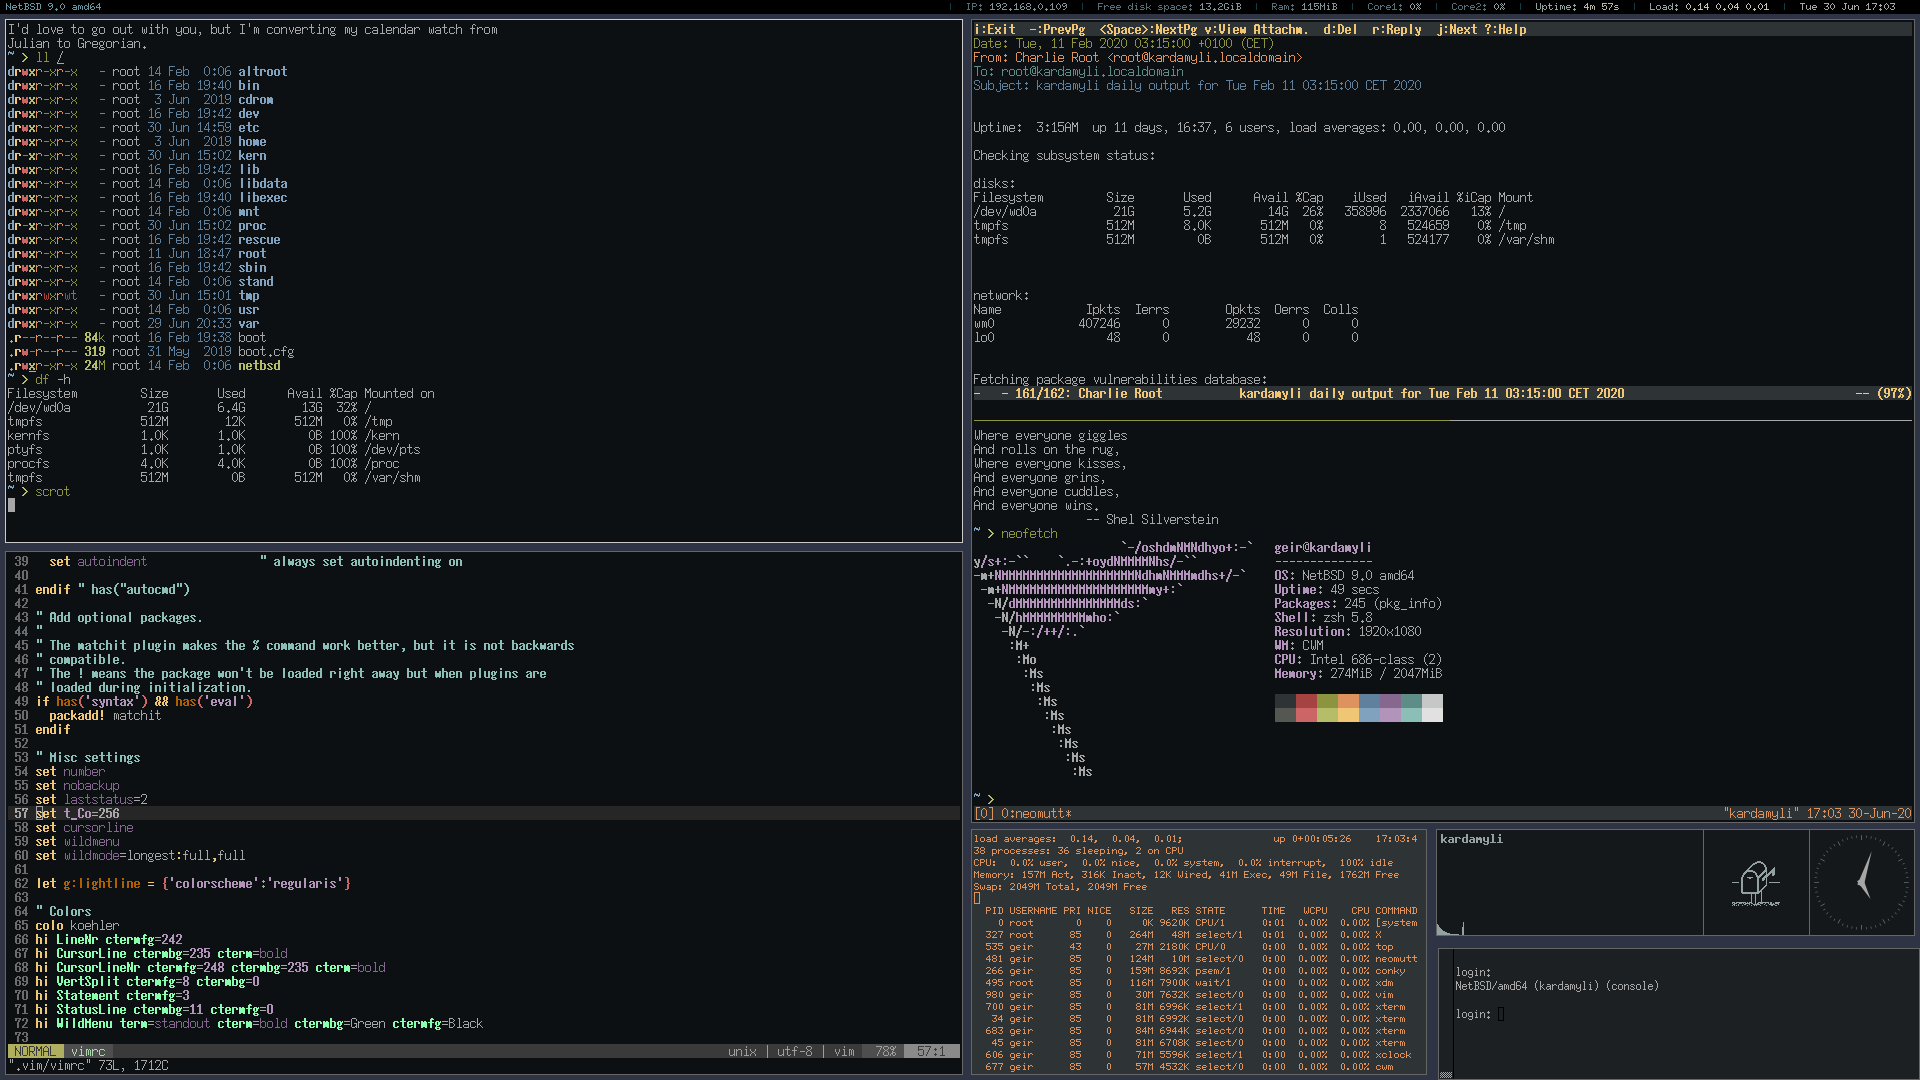 NetBSD 9.0 amd64 | IP: 192.168.0.109 | Free disk space: 13.2GiB | Ram: 115MiB | Core1: 0% | Core2: 0% | Uptime: 4m 57s | Load: 0.14 0.04 0.01 | Tue 30 Jun 17:03
I'd love to go out with you, but I'm converting my calendar watch from
Julian to Gregorian.
~ > ll /
drwxr-xr-x   - root 14 Feb  0:06 altroot
drwxr-xr-x   - root 16 Feb 19:40 bin
drwxr-xr-x   - root  3 Jun  2019 cdrom
drwxr-xr-x   - root 16 Feb 19:42 dev
drwxr-xr-x   - root 30 Jun 14:59 etc
drwxr-xr-x   - root  3 Jun  2019 home
dr-xr-xr-x   - root 30 Jun 15:02 kern
drwxr-xr-x   - root 16 Feb 19:42 lib
drwxr-xr-x   - root 14 Feb  0:06 libdata
drwxr-xr-x   - root 16 Feb 19:40 libexec
drwxr-xr-x   - root 14 Feb  0:06 mnt
dr-xr-xr-x   - root 30 Jun 15:02 proc
drwxr-xr-x   - root 16 Feb 19:42 rescue
drwxr-xr-x   - root 11 Jun 18:47 root
drwxr-xr-x   - root 16 Feb 19:42 sbin
drwxr-xr-x   - root 14 Feb  0:06 stand
drwxrwxrwt   - root 30 Jun 15:01 tmp
drwxr-xr-x   - root 14 Feb  0:06 usr
drwxr-xr-x   - root 29 Jun 20:33 var
.r--r--r-- 84k root 16 Feb 19:38 boot
.rw-r--r-- 319 root 31 May  2019 boot.cfg
.rwxr-xr-x 24M root 14 Feb  0:06 netbsd
~ > df -h
Filesystem         Size       Used      Avail %Cap Mounted on
/dev/wd0a           21G       6.4G        13G  32% /
tmpfs              512M        12K       512M   0% /tmp
kernfs             1.0K       1.0K         0B 100% /kern
ptyfs              1.0K       1.0K         0B 100% /dev/pts
procfs             4.0K       4.0K         0B 100% /proc
tmpfs              512M         0B       512M   0% /var/shm
~ > scrot
39   set autoindent                " always set autoindenting on
40
41 endif " has("autocmd")
42
43 " Add optional packages.
44 "
45 " The matchit plugin makes the % command work better, but it is not backwards
46 " compatible.
47 " The ! means the package won't be loaded right away but when plugins are
48 " loaded during initialization.
49 if has('syntax') && has('eval')
50   packadd! matchit
51 endif
52
53 " Misc settings
54 set number
55 set nobackup
56 set laststatus=2
57 set t_Co=256
58 set cursorline
59 set wildmenu
60 set wildmode=longest:full,full
61
62 let g:lightline = {'colorscheme':'regularis'}
63
64 " Colors
65 colo koehler
66 hi LineNr ctermfg=242
67 hi CursorLine ctermbg=235 cterm=bold
68 hi CursorLineNr ctermfg=248 ctermbg=235 cterm=bold
69 hi VertSplit ctermfg=8 ctermbg=0
70 hi Statement ctermfg=3
71 hi StatusLine ctermbg=11 ctermfg=0
72 hi WildMenu term=standout cterm=bold ctermbg=Green ctermfg=Black
73
NORMAL  vimrc  unix | utf-8 | vim  78%  57:1
".vim/vimrc" 73L, 1712C
i:Exit  -:PrevPg  <Space>:NextPg v:View Attachm.  d:Del  r:Reply  j:Next ?:Help
Date: Tue, 11 Feb 2020 03:15:00 +0100 (CET)
From: Charlie Root <root@kardamyli.localdomain>
To: root@kardamyli.localdomain
Subject: kardamyli daily output for Tue Feb 11 03:15:00 CET 2020
Uptime:  3:15AM  up 11 days, 16:37, 6 users, load averages: 0.00, 0.00, 0.00
Checking subsystem status:
disks:
Filesystem         Size       Used      Avail %Cap    iUsed   iAvail %iCap Mount
/dev/wd0a           21G       5.2G        14G  26%   358996  2337066   13% /
tmpfs              512M       8.0K       512M   0%        8   524659    0% /tmp
tmpfs              512M         0B       512M   0%        1   524177    0% /var/shm
network:
Name            Ipkts  Ierrs        Opkts  Oerrs  Colls
wm0            407246      0        29232      0      0
lo0                48      0           48      0      0
Fetching package vulnerabilities database:
-   - 161/162: Charlie Root           kardamyli daily output for Tue Feb 11 03:15:00 CET 2020 -- (97%)
Where everyone giggles
And rolls on the rug,
Where everyone kisses,
And everyone grins,
And everyone cuddles,
And everyone wins.
-- Shel Silverstein
~ > neofetch
`-/oshdmNMNdhyo+:-`   geir@kardamyli
y/s+:-``    `.-:+oydNMMMMNhs/-``   --------------
-m+NMMMMMMMMMMMMMMMMMMMNdhmNMMMmdhs+/-`   OS: NetBSD 9.0 amd64
-m+NMMMMMMMMMMMMMMMMMMMMmy+:`   Uptime: 49 secs
-N/dMMMMMMMMMMMMMMMds:`   Packages: 245 (pkg_info)
-N/hMMMMMMMMMmho:`   Shell: zsh 5.8
-N/-:/++/:.`   Resolution: 1920x1080
:M+   WM: CWM
:Mo   CPU: Intel 686-class (2)
:Ms   Memory: 274MiB / 2047MiB
:Ms
:Ms
:Ms
:Ms
:Ms
:Ms
:Ms
~ >
[0] 0:neomutt*   "kardamyli" 17:03 30-Jun-20
load averages:  0.14,  0.04,  0.01;               up 0+00:05:26    17:03:4
38 processes: 36 sleeping, 2 on CPU
CPU:  0.0% user,  0.0% nice,  0.0% system,  0.0% interrupt,  100% idle
Memory: 157M Act, 316K Inact, 12K Wired, 41M Exec, 49M File, 1762M Free
Swap: 2049M Total, 2049M Free
PID USERNAME PRI NICE   SIZE   RES STATE      TIME   WCPU    CPU COMMAND
0 root       0    0     0K 9620K CPU/1      0:01  0.00%  0.00% [system
327 root      85    0   264M   48M select/1   0:01  0.00%  0.00% X
535 geir      43    0    27M 2180K CPU/0      0:00  0.00%  0.00% top
481 geir      85    0   124M   10M select/0   0:00  0.00%  0.00% neomutt
266 geir      85    0   159M 8692K psem/1     0:00  0.00%  0.00% conky
495 root      85    0   116M 7900K wait/1     0:00  0.00%  0.00% xdm
980 geir      85    0    30M 7632K select/0   0:00  0.00%  0.00% vim
700 geir      85    0    81M 6996K select/1   0:00  0.00%  0.00% xterm
34 geir      85    0    81M 6992K select/0   0:00  0.00%  0.00% xterm
683 geir      85    0    84M 6944K select/0   0:00  0.00%  0.00% xterm
45 geir      85    0    81M 6708K select/0   0:00  0.00%  0.00% xterm
606 geir      85    0    71M 5596K select/1   0:00  0.00%  0.00% xclock
677 geir      85    0    57M 4532K select/0   0:00  0.00%  0.00% cwm
kardamyli
login:
NetBSD/amd64 (kardamyli) (console)
login: